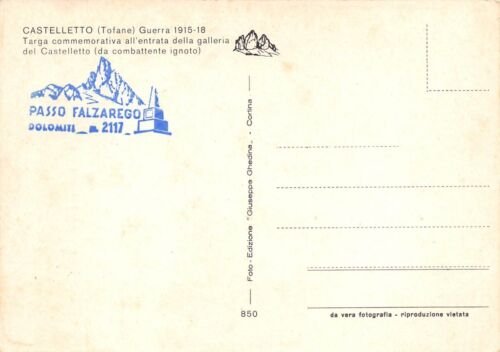 CASTELLETTO (Tofane) Guerra 1915-18
Targa commemorativa all'entrata della galleria
del Castelletto (da combattente ignoto)
PASSO FALZAREGO
DOLOMITI m. 2117
Foto - Edizione "Giuseppe Ghedina„ - Cortina
850
da vera fotografia - riproduzione vietata